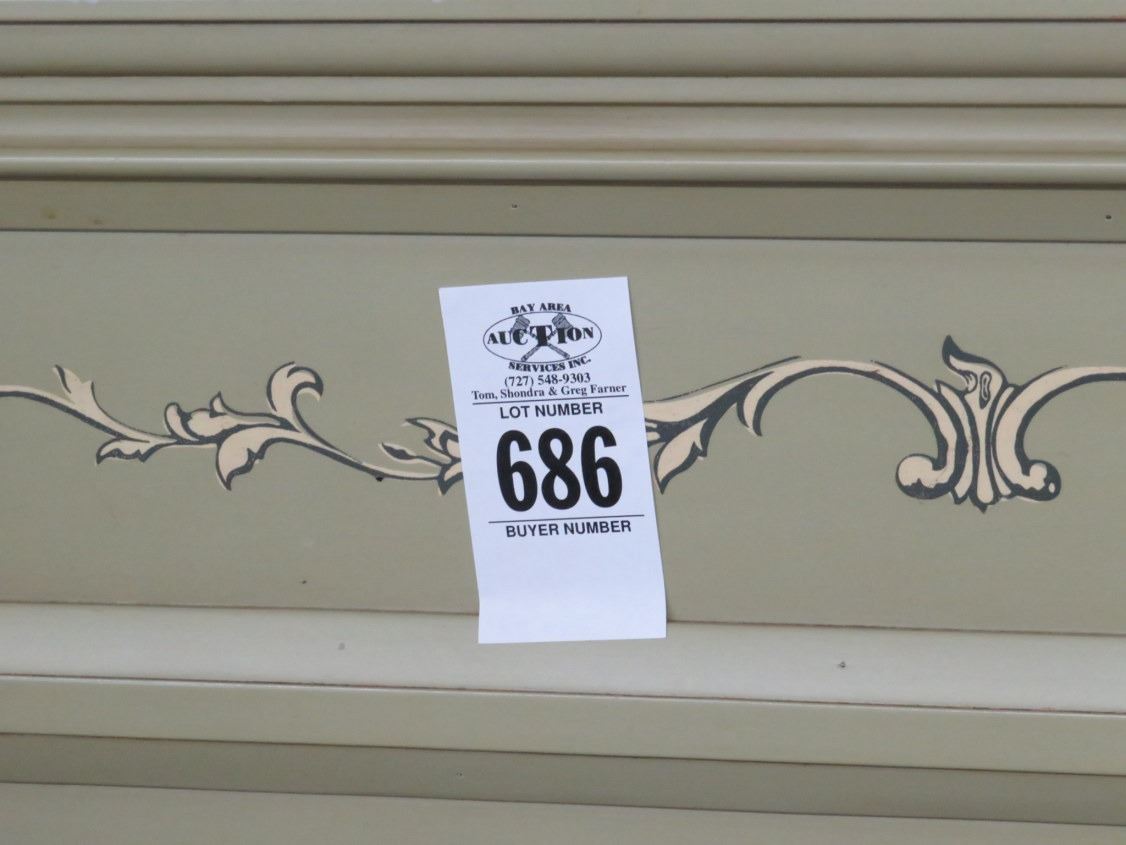 BAY AREA
AUCTION
SERVICES INC.
(727) 548-9303
Tom, Shondra & Greg Farner
LOT NUMBER
686
BUYER NUMBER